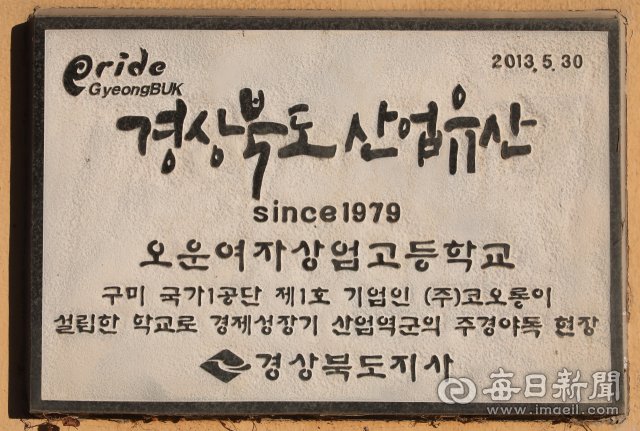 pride
GyeongBUK
2013. 5. 30
경상북도 산업유산
since1979
오운여자상업고등학교
구미 국가1공단 제1호 기업인 (주)코오롱이
설립한 학교로 경제성장기 산업역군의 주경야독 현장
경상북도지사
每日新聞
www.imaeil.com